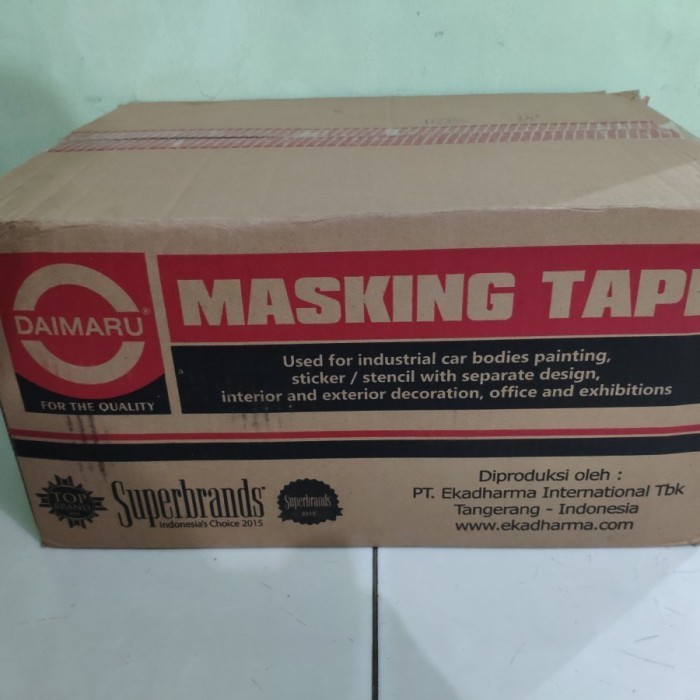 DAIMARU®
FOR THE QUALITY
MASKING TAPE
Used for industrial car bodies painting,
sticker / stencil with separate design,
interior and exterior decoration, office and exhibitions
TOP
BRAND
Superbrands
Indonesia's Choice 2015
Superbrands
2015
Diproduksi oleh :
PT. Ekadharma International Tbk
Tangerang - Indonesia
www.ekadharma.com